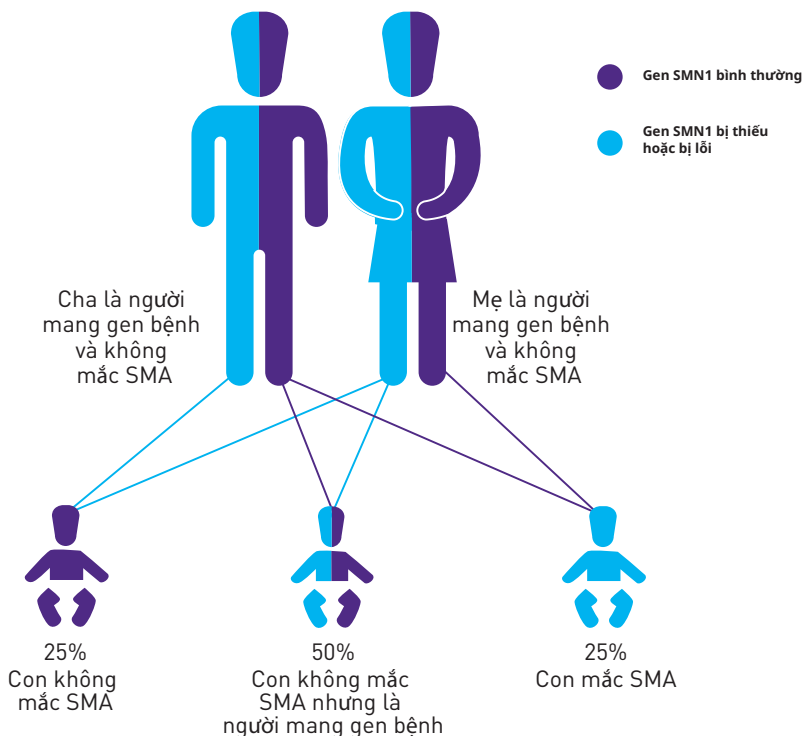 Gen SMN1 bình thường
Gen SMN1 bị thiếu
hoặc bị lỗi
Cha là người
mang gen bệnh
và không
mắc SMA
Mẹ là người
mang gen bệnh
và không
mắc SMA
25%
Con không
mắc SMA
50%
Con không mắc
SMA nhưng là
người mang gen bệnh
25%
Con mắc SMA